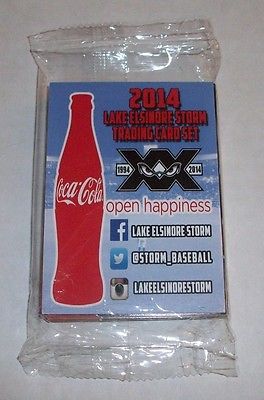 2014
LAKE ELSINORE STORM
TRADING CARD SET
1994 2014
Coca-Cola
open happiness
LAKE ELSINORE STORM
@STORM_BASEBALL
LAKEELSINORESTORM